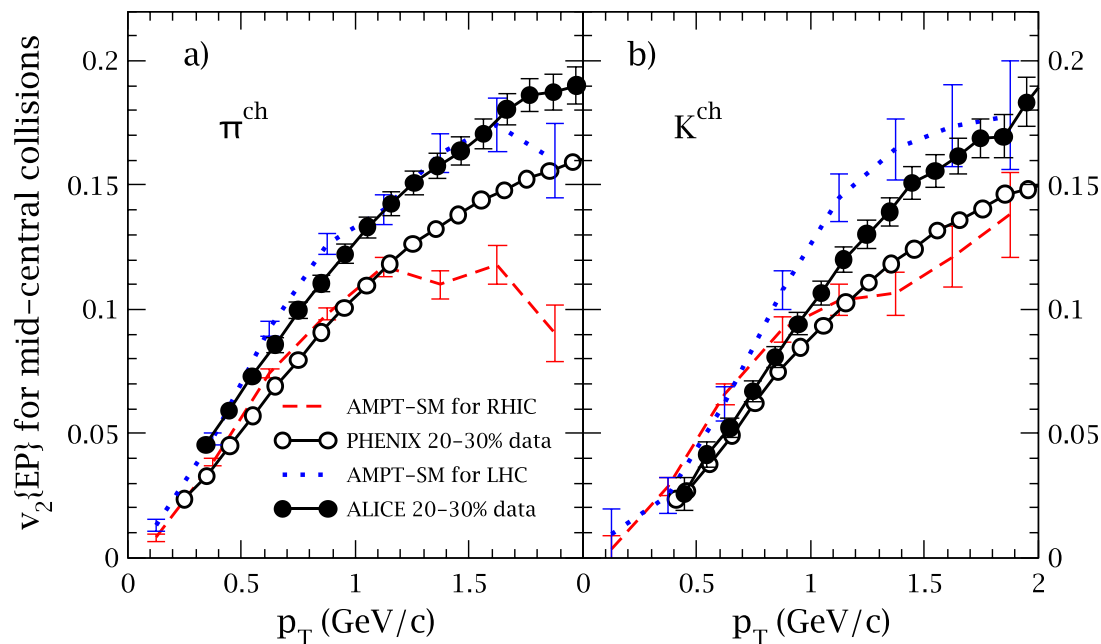 v2{EP} for mid-central collisions
0.2
0.15
0.1
0.05
0
a)
πch
AMPT-SM for RHIC
PHENIX 20-30% data
AMPT-SM for LHC
ALICE 20-30% data
0 0.5 1 1.5 0
pT (GeV/c)
b)
Kch
0.2
0.15
0.1
0.05
0
0.5 1 1.5 2
pT (GeV/c)